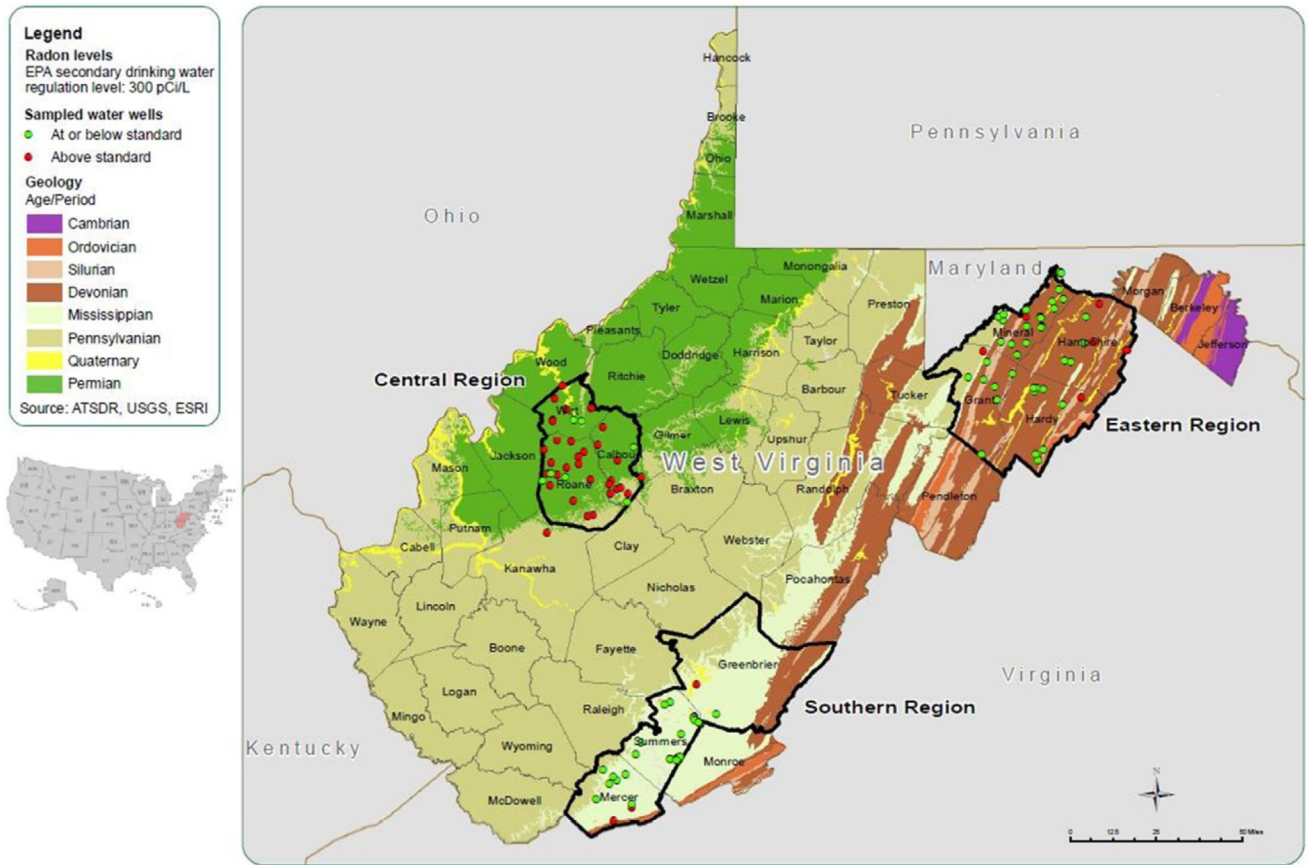 Legend
Radon levels
EPA secondary drinking water
regulation level: 300 pCi/L
Sampled water wells
At or below standard
Above standard
Geology
Age/Period
Cambrian
Ordovician
Silurian
Devonian
Mississippian
Pennsylvanian
Quaternary
Permian
Source: ATSDR, USGS, ESRI
Hancock
Brooke
Ohio
Pennsylvania
Ohio
Marshall
Wetzel
Monongalia
Maryland
Marion
Preston
Morgan
Tyler
Berkeley
Pleasants
Mineral
Hampshire
Jefferson
Taylor
Wood
Doddridge
Harrison
Central Region
Ritchie
Barbour
Tucker
Grant
Wirt
Hardy
Lewis
Eastern Region
Gilmer
Upshur
Jackson
Calhoun
West Virginia
Mason
Roane
Braxton
Randolph
Pendleton
Putnam
Webster
Cabell
Clay
Kanawha
Pocahontas
Nicholas
Lincoln
Wayne
Boone
Fayette
Greenbrier
Virginia
Logan
Raleigh
Southern Region
Mingo
Summers
Kentucky
Wyoming
Monroe
McDowell
Mercer
N
0 12.5 25 50 Miles